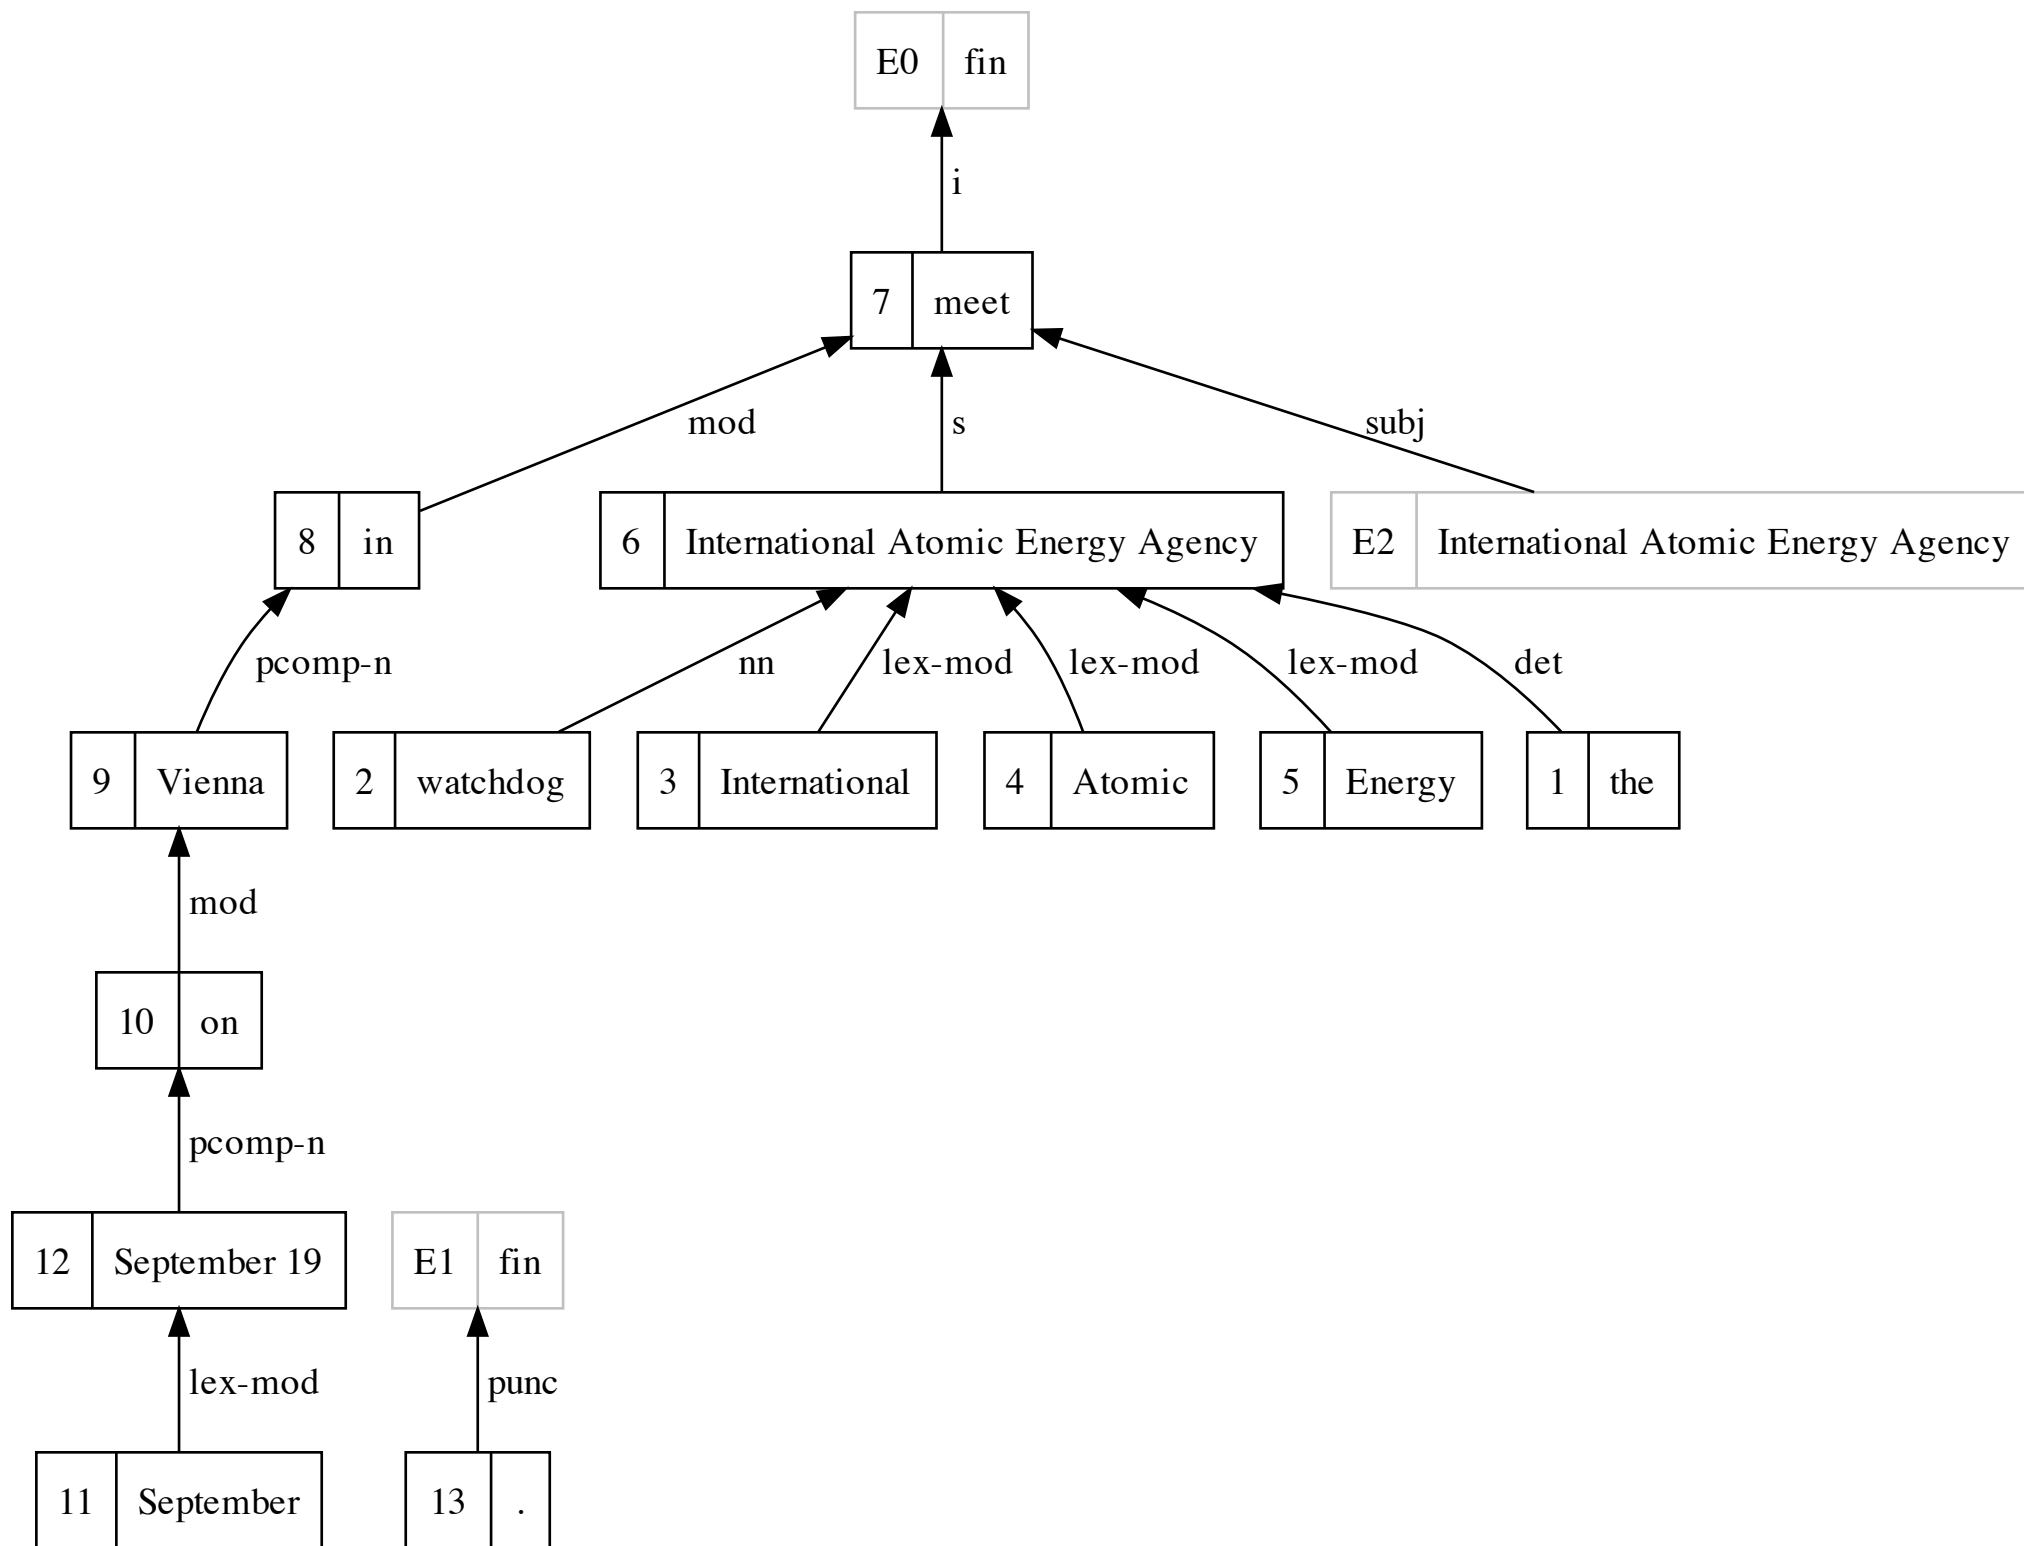 E0 fin
i
7 meet
mod s subj
8 in 6 International Atomic Energy Agency E2 International Atomic Energy Agency
pcomp-n nn lex-mod lex-mod lex-mod det
9 Vienna 2 watchdog 3 International 4 Atomic 5 Energy 1 the
mod
10 on
pcomp-n
12 September 19 E1 fin
lex-mod punc
11 September 13 .